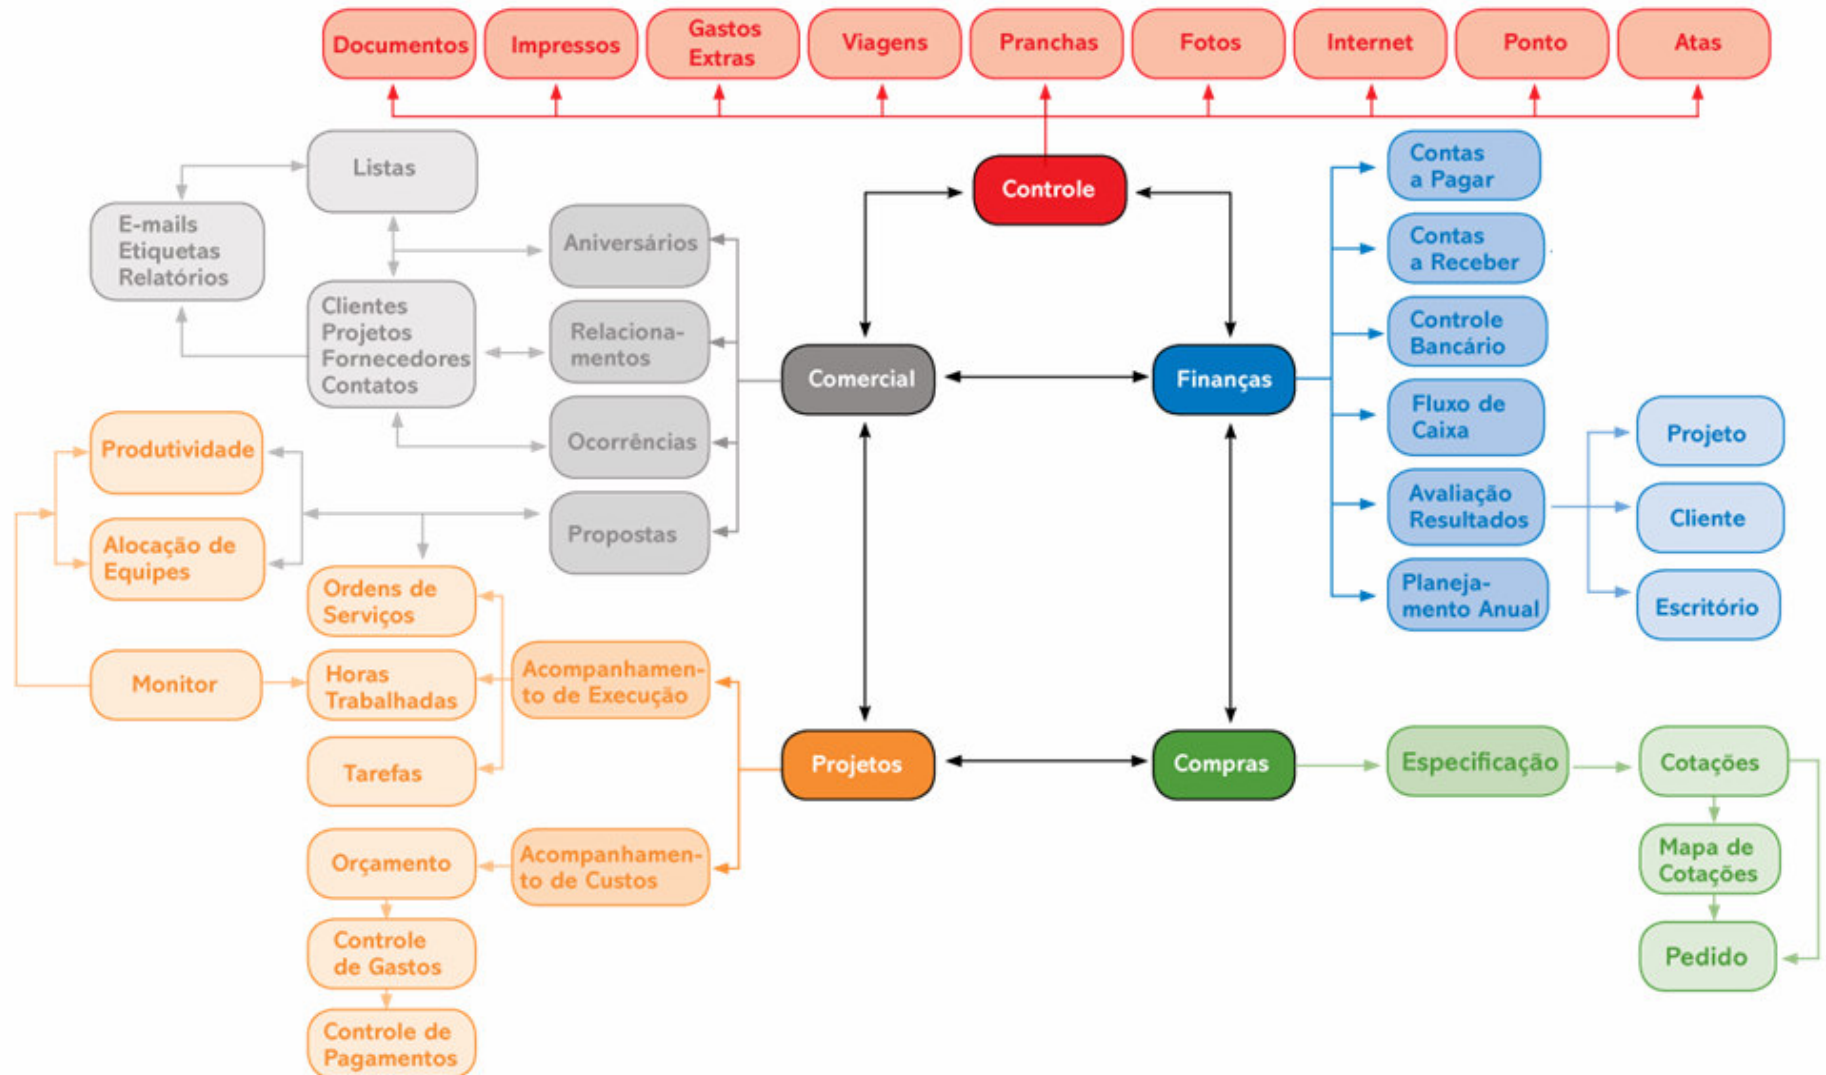 Documentos
Impressos
Gastos
Extras
Viagens
Pranchas
Fotos
Internet
Ponto
Atas
Controle
Listas
E-mails
Etiquetas
Relatórios
Aniversários
Clientes
Projetos
Fornecedores
Contatos
Relaciona-
mentos
Ocorrências
Propostas
Comercial
Finanças
Contas
a Pagar
Contas
a Receber
Controle
Bancário
Fluxo de
Caixa
Avaliação
Resultados
Planeja-
mento Anual
Projeto
Cliente
Escritório
Produtividade
Alocação de
Equipes
Monitor
Ordens de
Serviços
Horas
Trabalhadas
Tarefas
Acompanhamen-
to de Execução
Acompanhamen-
to de Custos
Orçamento
Controle
de Gastos
Controle de
Pagamentos
Projetos
Compras
Especificação
Cotações
Mapa de
Cotações
Pedido